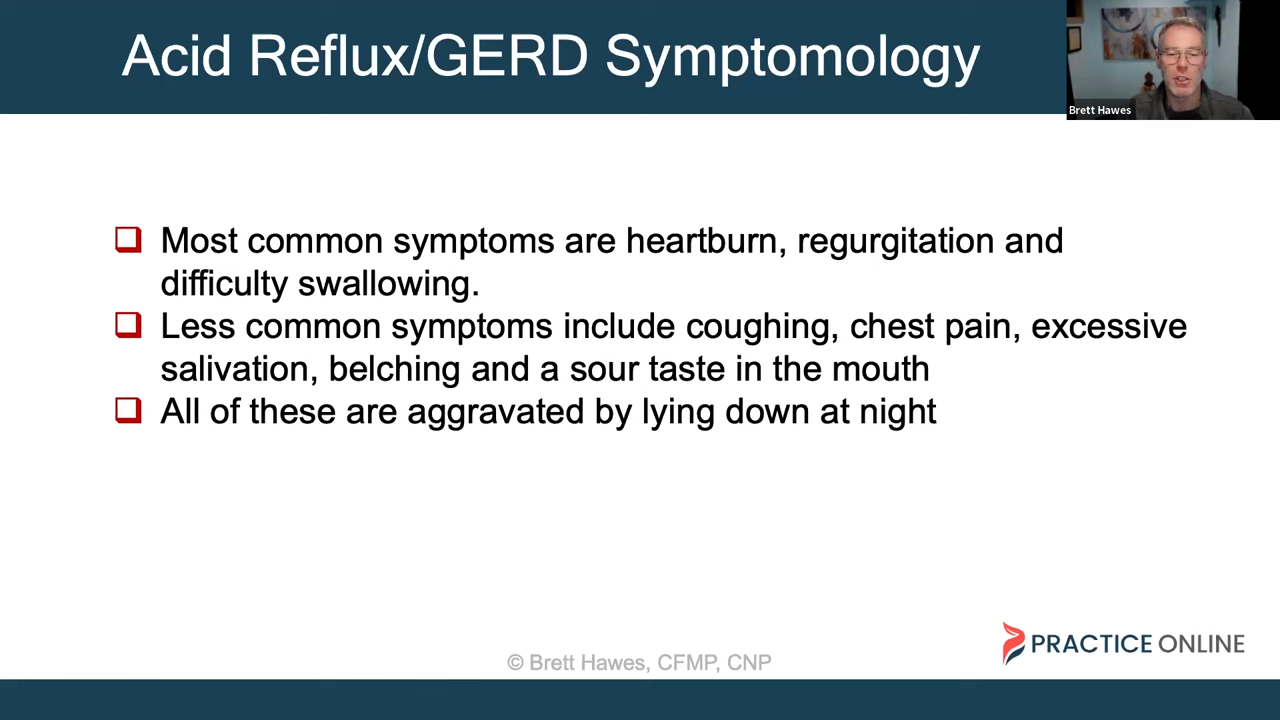 Acid Reflux/GERD Symptomology
Brett Hawes
Most common symptoms are heartburn, regurgitation and
difficulty swallowing.
Less common symptoms include coughing, chest pain, excessive
salivation, belching and a sour taste in the mouth
All of these are aggravated by lying down at night
PRACTICE ONLINE
© Brett Hawes, CFMP, CNP